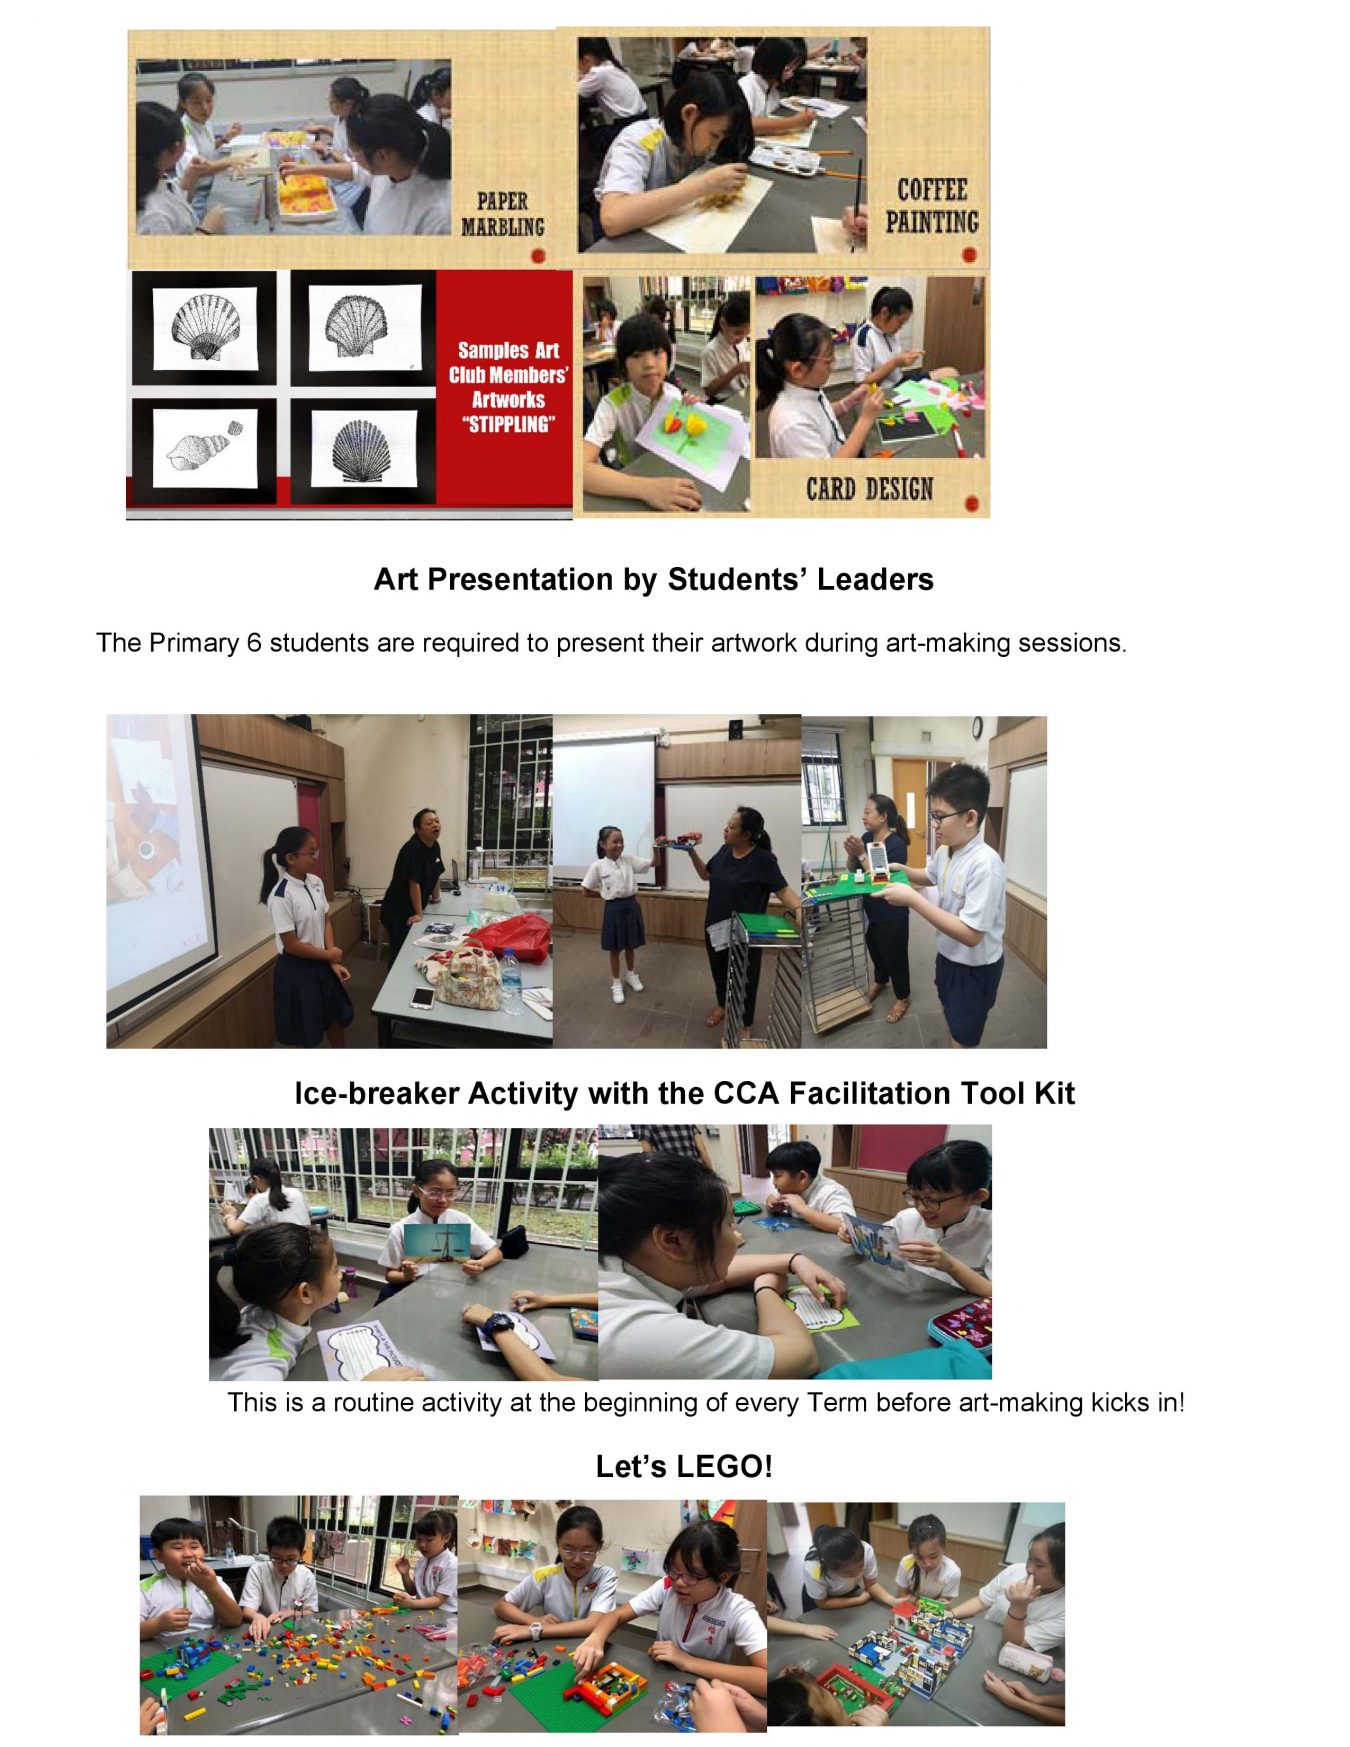 PAPER
MARBLING
COFFEE
PAINTING
Samples Art
Club Members'
Artworks
“STIPPLING”
CARD DESIGN
Art Presentation by Students’ Leaders
The Primary 6 students are required to present their artwork during art-making sessions.
Ice-breaker Activity with the CCA Facilitation Tool Kit
This is a routine activity at the beginning of every Term before art-making kicks in!
Let’s LEGO!